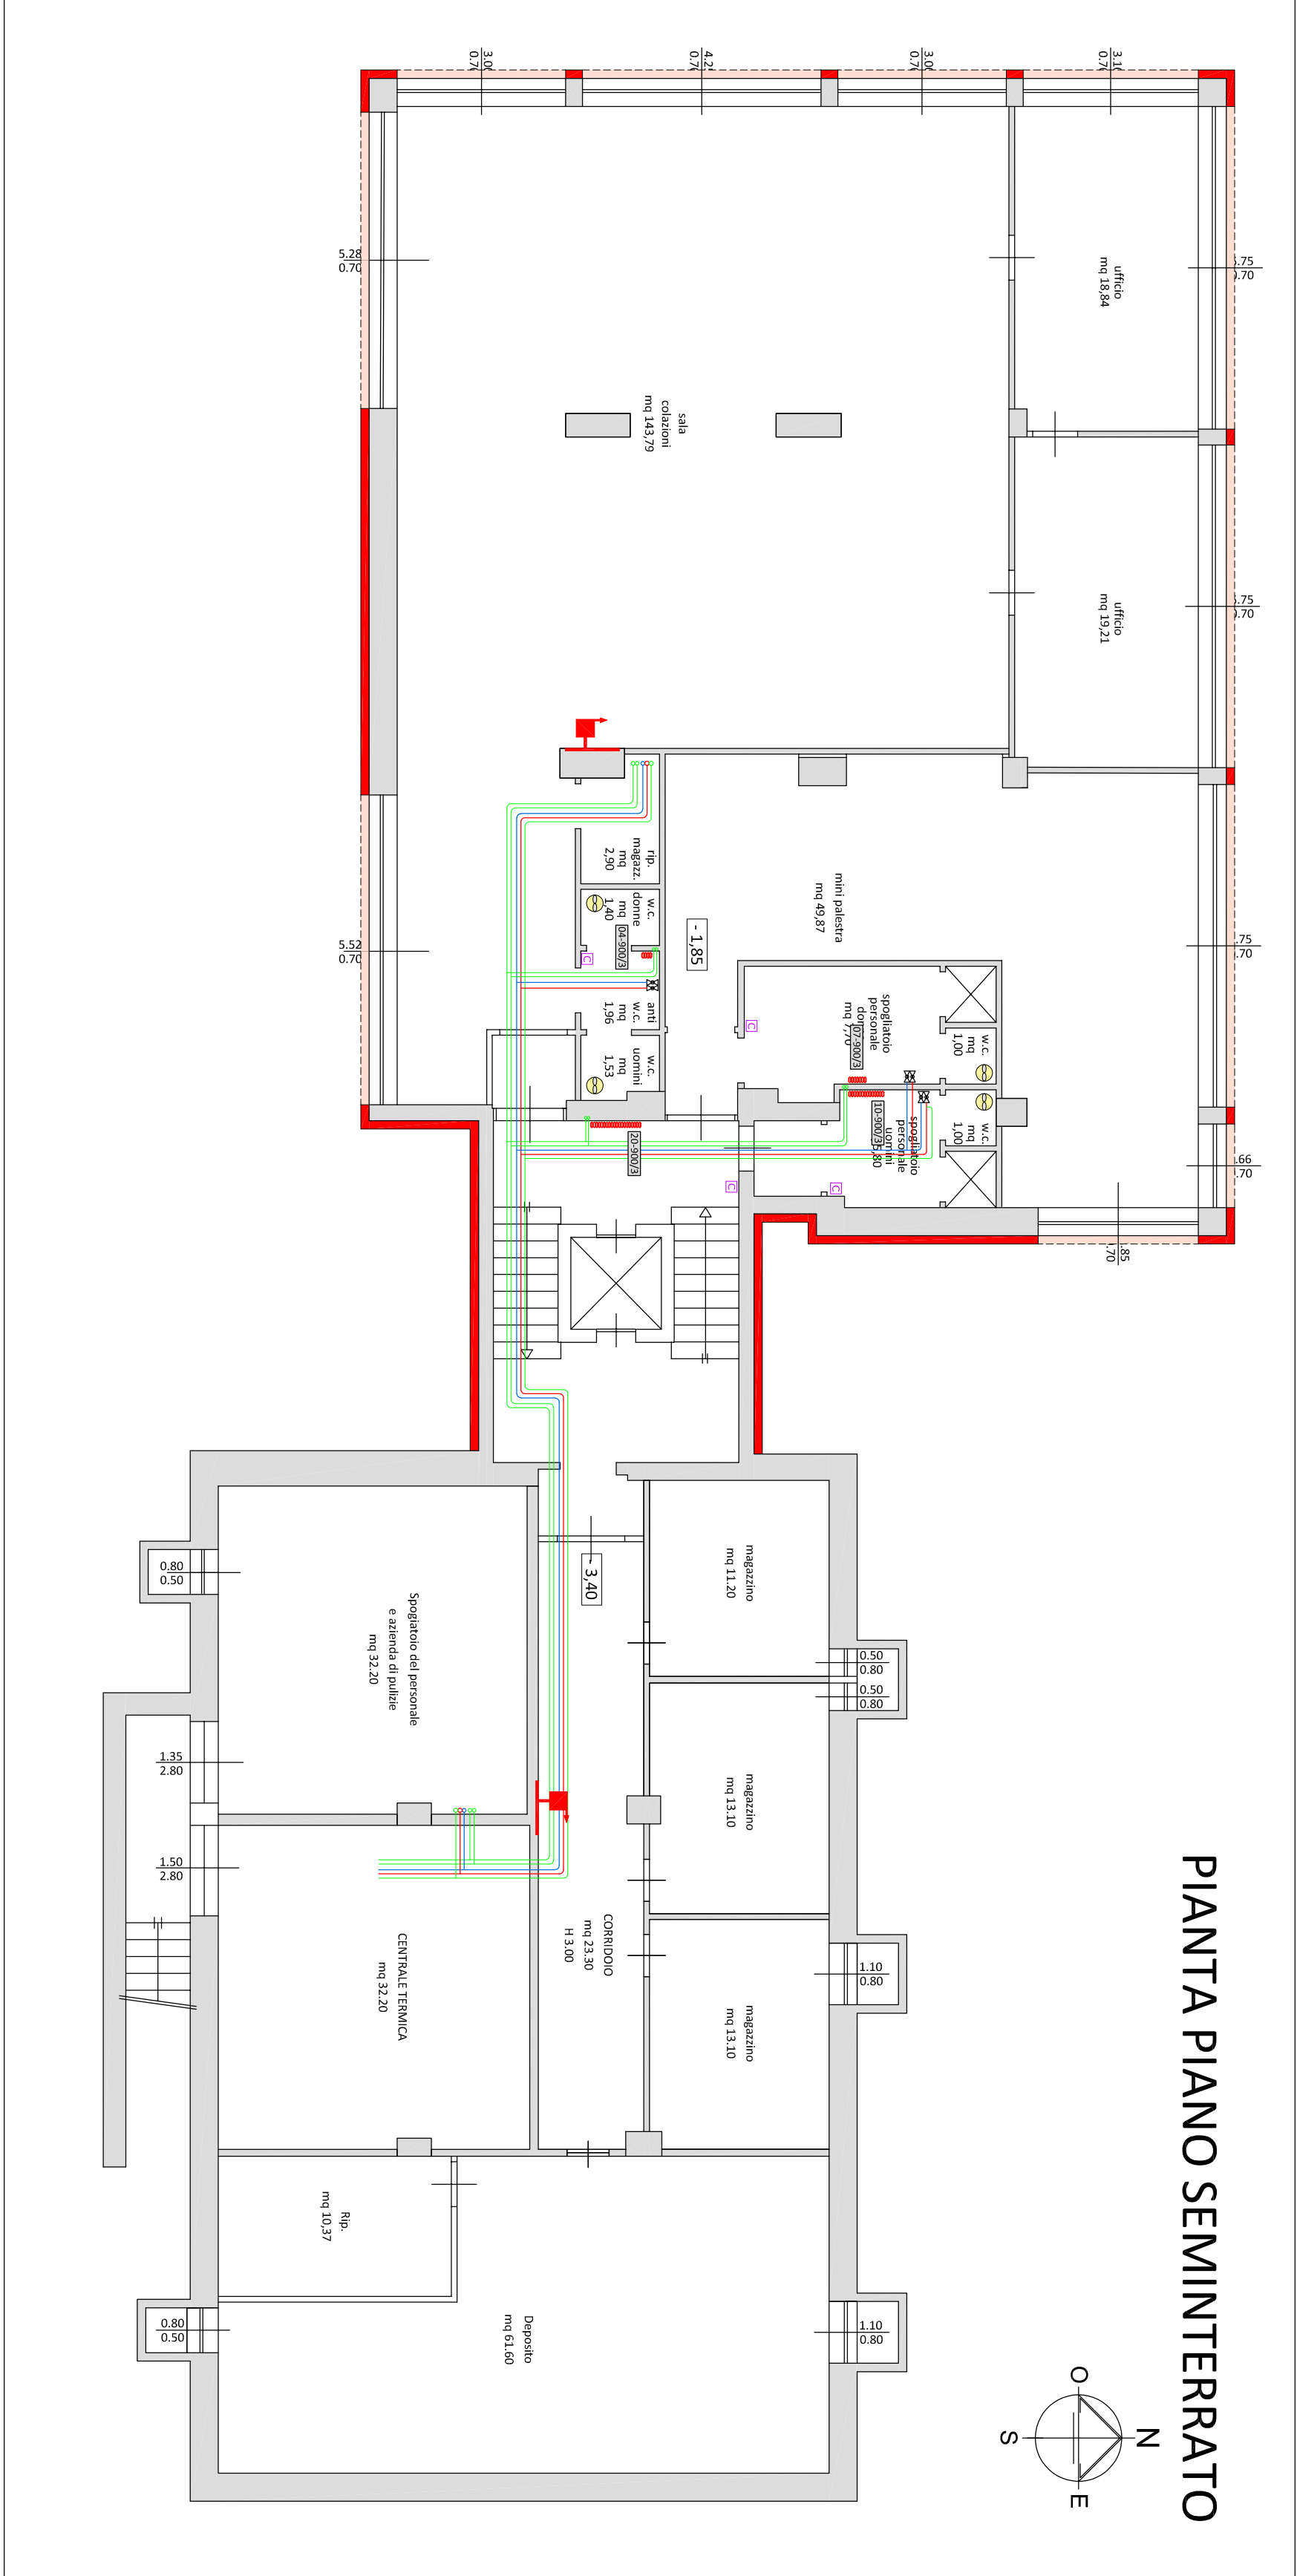 PIANTA PIANO SEMINTERRATO
N
O
E
S
ufficio
mq 18,84
ufficio
mq 19,21
sala
colazioni
mq 143,79
mini palestra
mq 49,87
- 1,85
rip.
magazz.
mq
2,90
w.c.
donne
mq
1,40
04-900/3
C
anti
w.c.
mq
1,96
w.c.
uomini
mq
1,53
spogliatoio
personale
mq 7,70
07-900/3
C
w.c.
mq
1,00
w.c.
mq
1,00
spogliatoio
personale
uomini
5,80
10-900/3
C
20-900/3
C
5.28
0.70
5.52
0.70
magazzino
mq 11.20
magazzino
mq 13.10
magazzino
mq 13.10
- 3,40
CORRIDOIO
mq 23.30
H 3.00
Spogiatoio del personale
e azienda di pulizie
mq 32.20
CENTRALE TERMICA
mq 32.20
Rip.
mq 10,37
Deposito
mq 61.60
0.80
0.50
1.35
2.80
1.50
2.80
0.80
0.50
0.50
0.80
0.50
0.80
1.10
0.80
1.10
0.80